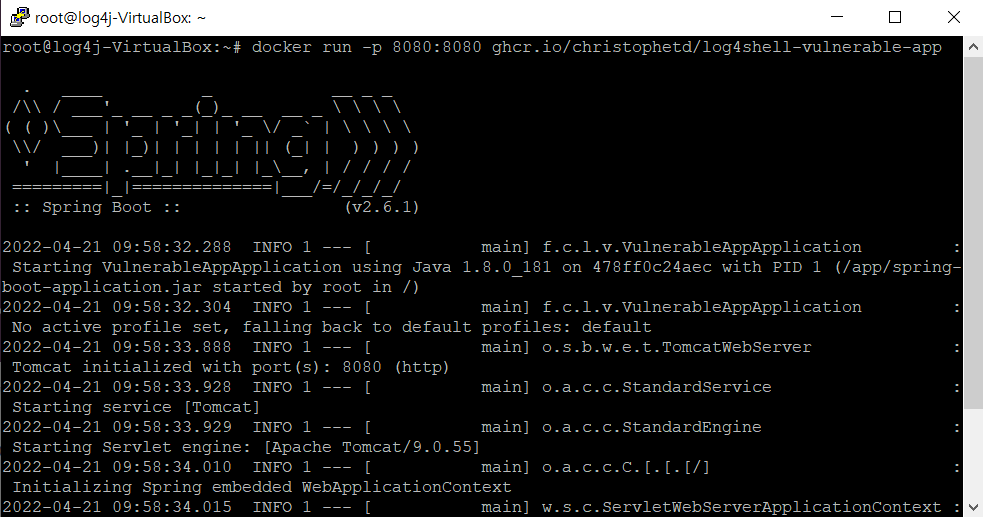 root@log4j-VirtualBox: ~
root@log4j-VirtualBox:~# docker run -p 8080:8080 ghcr.io/christophetd/log4shell-vulnerable-app
  .   ____          _            __ _ _
 /\\ / ___'_ __ _ _(_)_ __  __ _ \ \ \ \
( ( )\___ | '_ | '_| | '_ \/ _` | \ \ \ \
 \\/  ___)| |_)| | | | | || (_| |  ) ) ) )
  '  |____| .__|_| |_|_| |_\__, | / / / /
 =========|_|==============|___/=/_/_/_/
 :: Spring Boot ::                (v2.6.1)
2022-04-21 09:58:32.288  INFO 1 --- [           main] f.c.l.v.VulnerableAppApplication         :
 Starting VulnerableAppApplication using Java 1.8.0_181 on 478ff0c24aec with PID 1 (/app/spring-
boot-application.jar started by root in /)
2022-04-21 09:58:32.304  INFO 1 --- [           main] f.c.l.v.VulnerableAppApplication         :
 No active profile set, falling back to default profiles: default
2022-04-21 09:58:33.888  INFO 1 --- [           main] o.s.b.w.e.t.TomcatWebServer              :
 Tomcat initialized with port(s): 8080 (http)
2022-04-21 09:58:33.928  INFO 1 --- [           main] o.a.c.c.StandardService                  :
 Starting service [Tomcat]
2022-04-21 09:58:33.929  INFO 1 --- [           main] o.a.c.c.StandardEngine                   :
 Starting Servlet engine: [Apache Tomcat/9.0.55]
2022-04-21 09:58:34.010  INFO 1 --- [           main] o.a.c.c.C.[.[.[/]                        :
 Initializing Spring embedded WebApplicationContext
2022-04-21 09:58:34.015  INFO 1 --- [           main] w.s.c.ServletWebServerApplicationContext :